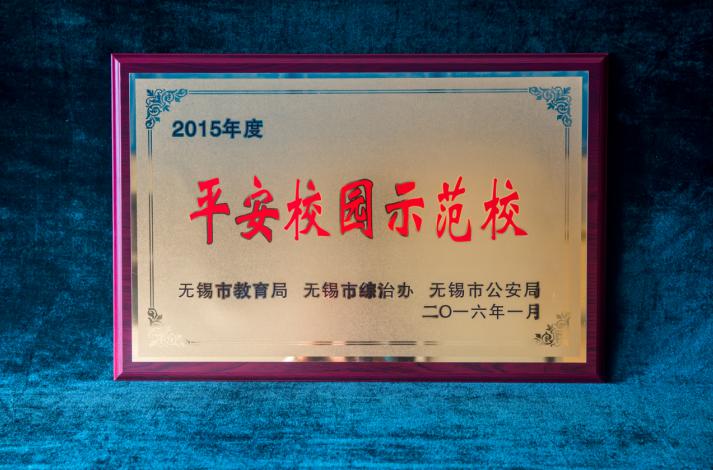 2015年度
平安校园示范校
无锡市教育局 无锡市综治办 无锡市公安局
二〇一六年一月